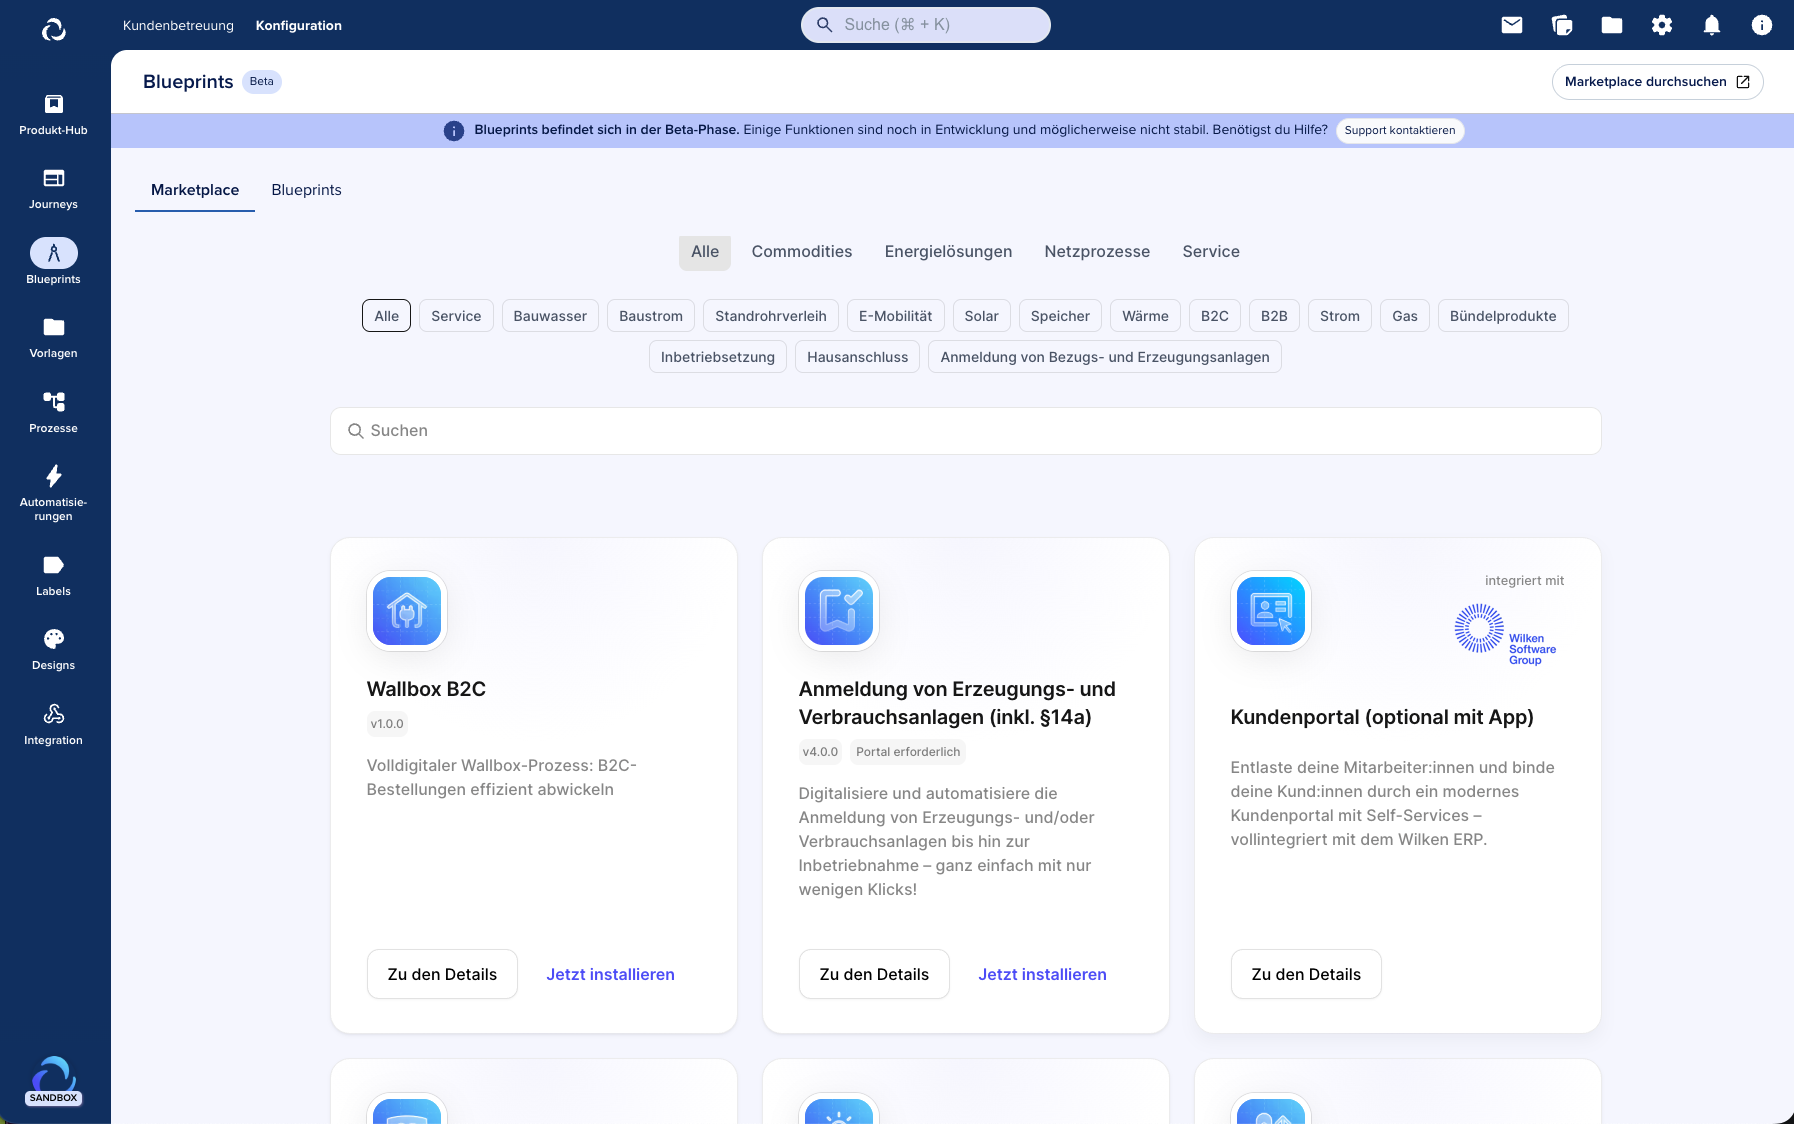 Kundenbetreuung Konfiguration
Suche (⌘ + K)
Produkt-Hub
Journeys
Blueprints
Vorlagen
Prozesse
Automatisie-
rungen
Labels
Designs
Integration
SANDBOX
Blueprints Beta
Marketplace durchsuchen
Blueprints befindet sich in der Beta-Phase. Einige Funktionen sind noch in Entwicklung und möglicherweise nicht stabil. Benötigst du Hilfe? Support kontaktieren
Marketplace Blueprints
Alle Commodities Energielösungen Netzprozesse Service
Alle Service Bauwasser Baustrom Standrohrverleih E-Mobilität Solar Speicher Wärme B2C B2B Strom Gas Bündelprodukte
Inbetriebsetzung Hausanschluss Anmeldung von Bezugs- und Erzeugungsanlagen
Suchen
Wallbox B2C
v1.0.0
Volldigitaler Wallbox-Prozess: B2C-
Bestellungen effizient abwickeln
Zu den Details Jetzt installieren
Anmeldung von Erzeugungs- und
Verbrauchsanlagen (inkl. §14a)
v4.0.0 Portal erforderlich
Digitalisiere und automatisiere die
Anmeldung von Erzeugungs- und/oder
Verbrauchsanlagen bis hin zur
Inbetriebnahme – ganz einfach mit nur
wenigen Klicks!
Zu den Details Jetzt installieren
integriert mit
Wilken
Software
Group
Kundenportal (optional mit App)
Entlaste deine Mitarbeiter:innen und binde
deine Kund:innen durch ein modernes
Kundenportal mit Self-Services –
vollintegriert mit dem Wilken ERP.
Zu den Details